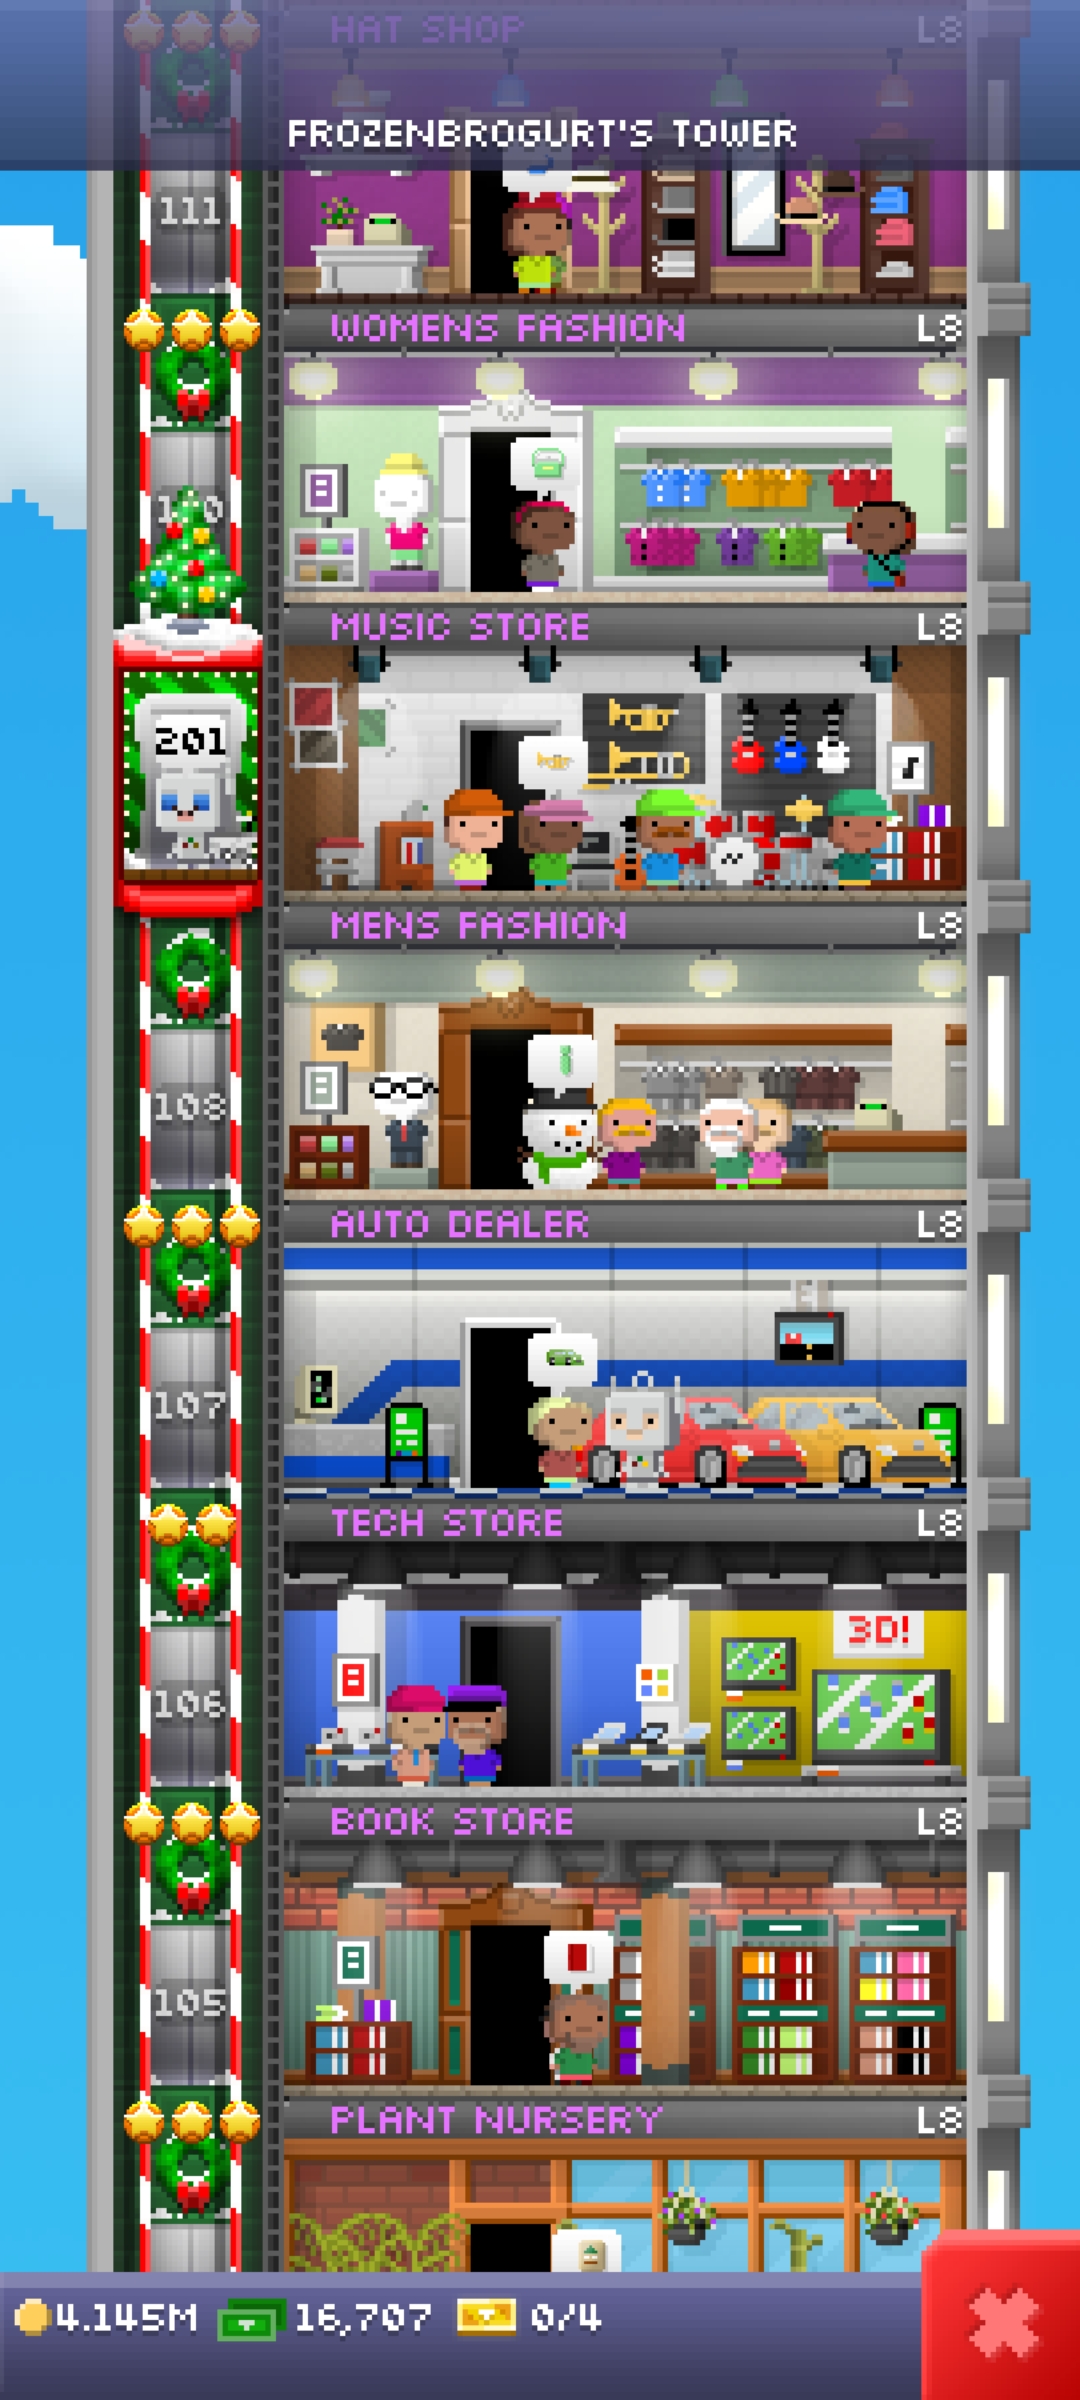 HAT SHOP L8
FROZENBROGURT'S TOWER
111
WOMENS FASHION L8
MUSIC STORE L8
201
MENS FASHION L8
108
AUTO DEALER L8
107
TECH STORE L8
3D!
106
BOOK STORE L8
105
PLANT NURSERY L8
4.145M 16,707 0/4